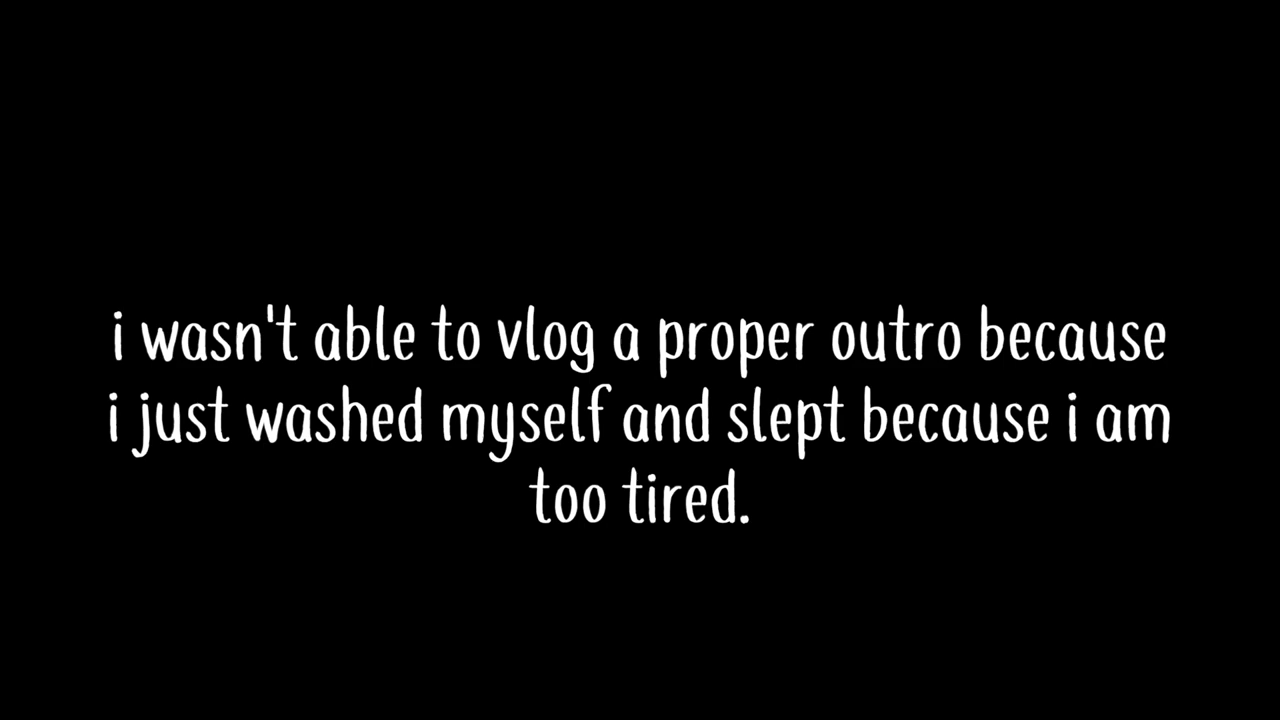 i wasn't able to vlog a proper outro because
i just washed myself and slept because i am
too tired.